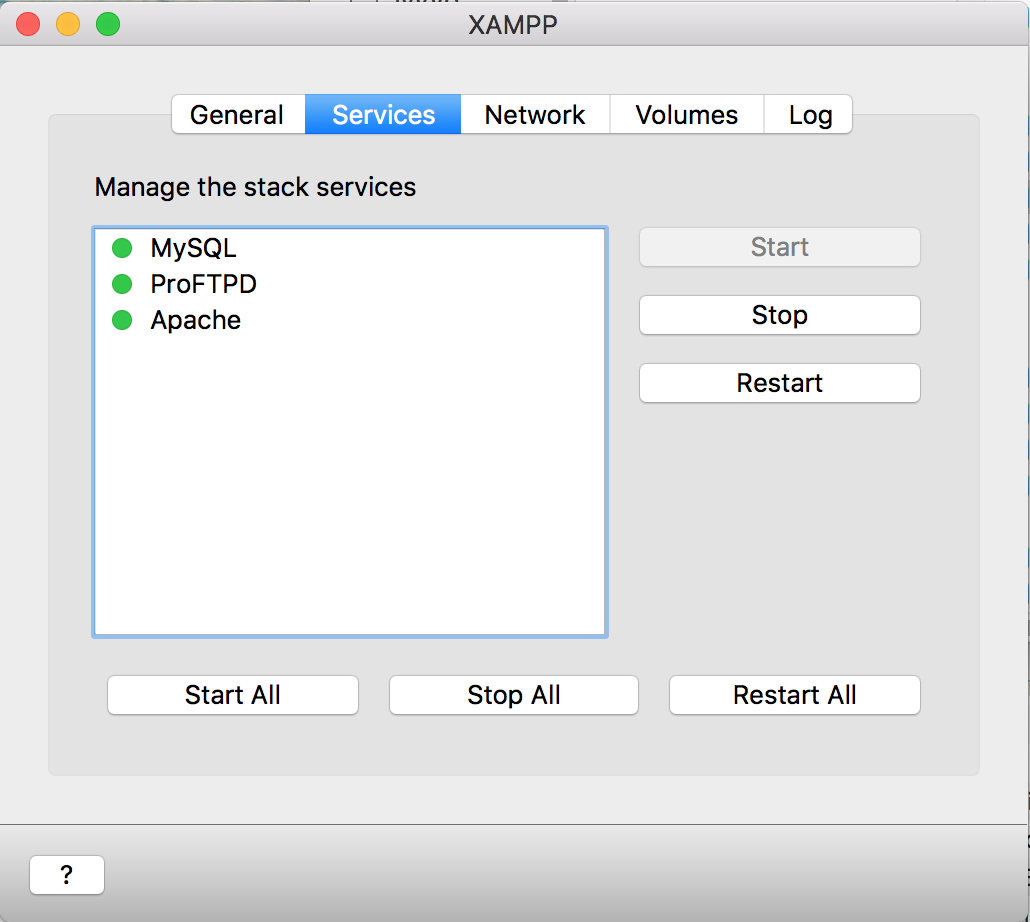 XAMPP
General Services Network Volumes Log
Manage the stack services
MySQL
ProFTPD
Apache
Start
Stop
Restart
Start All Stop All Restart All
?